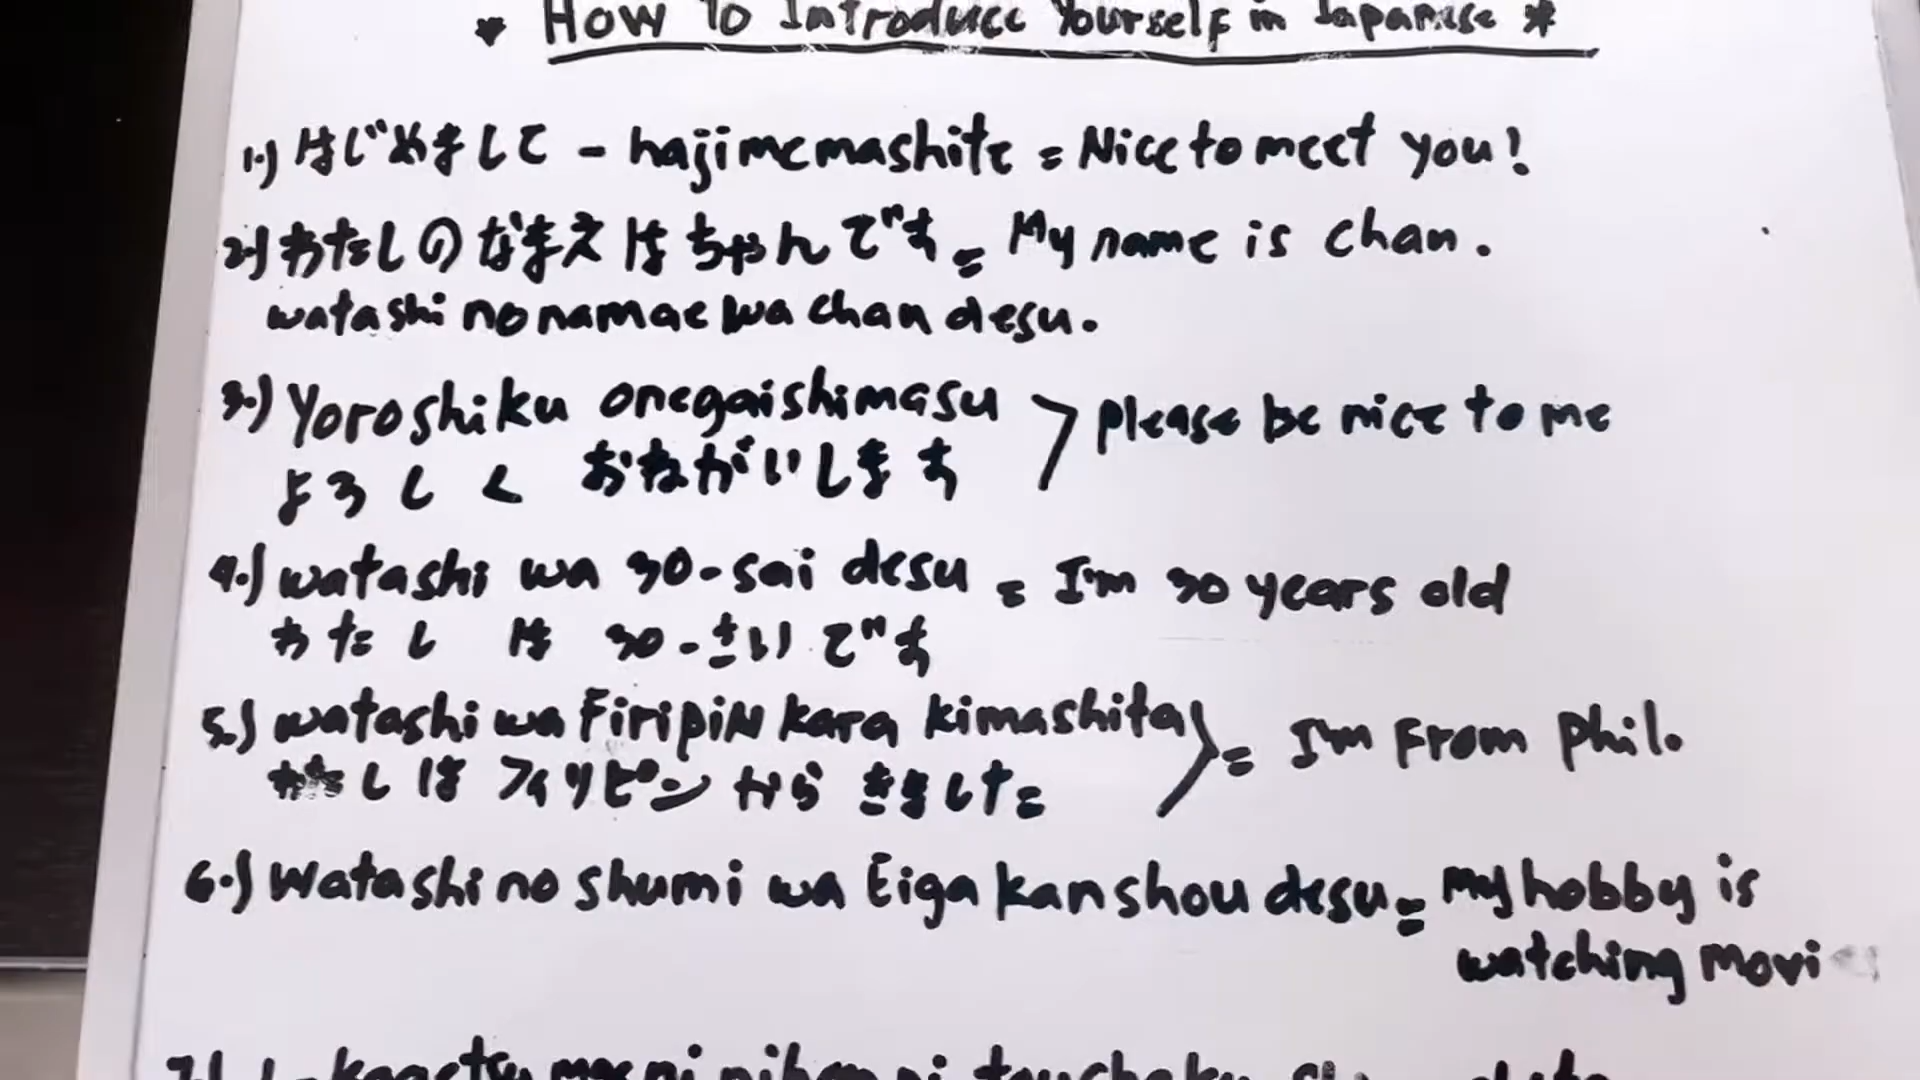 * How To Introduce Yourself in Japanese *
1.) はじめまして - hajimemashite = Nice to meet you!
2.) わたしのなまえはちゃんです = My name is chan.
watashi no namae wa chan desu.
3.) Yoroshiku onegaishimasu > please be nice to me
よろしく おねがいします
4.) watashi wa 30-sai desu = I'm 30 years old
わたし は 30-さいです
5.) watashi wa Firipin kara kimashita } = I'm From Phil.
わたしは フィリピン から きました
6.) Watashi no shumi wa Eiga kanshou desu = My hobby is
watching Movies